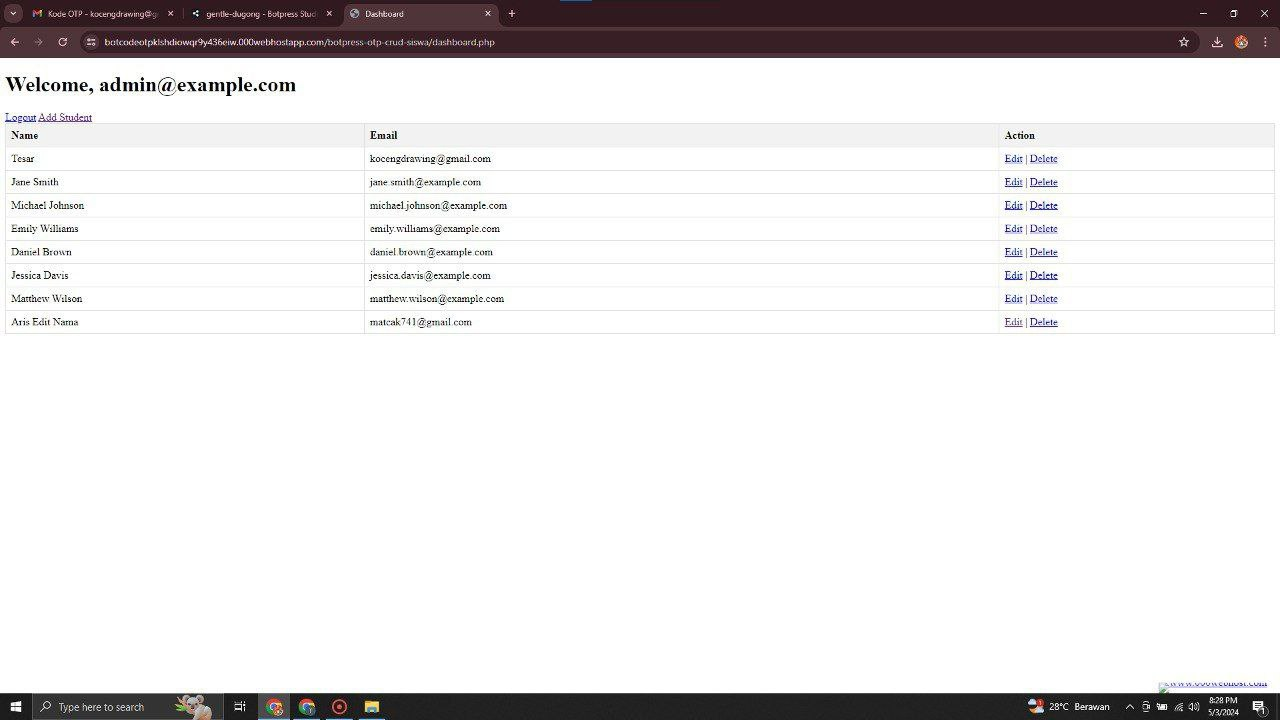 Kode OTP - kocengdrawing@g
gentle-dugong - Botpress Stud
Dashboard
botcodeotpklshdiowqr9y436eiw.000webhostapp.com/botpress-otp-crud-siswa/dashboard.php
Welcome, admin@example.com
Logout Add Student
Name Email Action
Tesar kocengdrawing@gmail.com Edit | Delete
Jane Smith jane.smith@example.com Edit | Delete
Michael Johnson michael.johnson@example.com Edit | Delete
Emily Williams emily.williams@example.com Edit | Delete
Daniel Brown daniel.brown@example.com Edit | Delete
Jessica Davis jessica.davis@example.com Edit | Delete
Matthew Wilson matthew.wilson@example.com Edit | Delete
Aris Edit Nama matcak741@gmail.com Edit | Delete
www.000webhost.com
Type here to search
28°C Berawan
8:28 PM